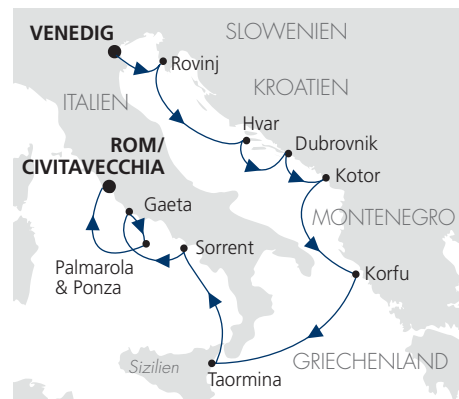 SLOWENIEN
VENEDIG
Rovinj
KROATIEN
ITALIEN
Hvar
ROM/
CIVITAVECCHIA
Dubrovnik
Kotor
Gaeta
MONTENEGRO
Sorrent
Palmarola
& Ponza
Korfu
GRIECHENLAND
Sizilien
Taormina